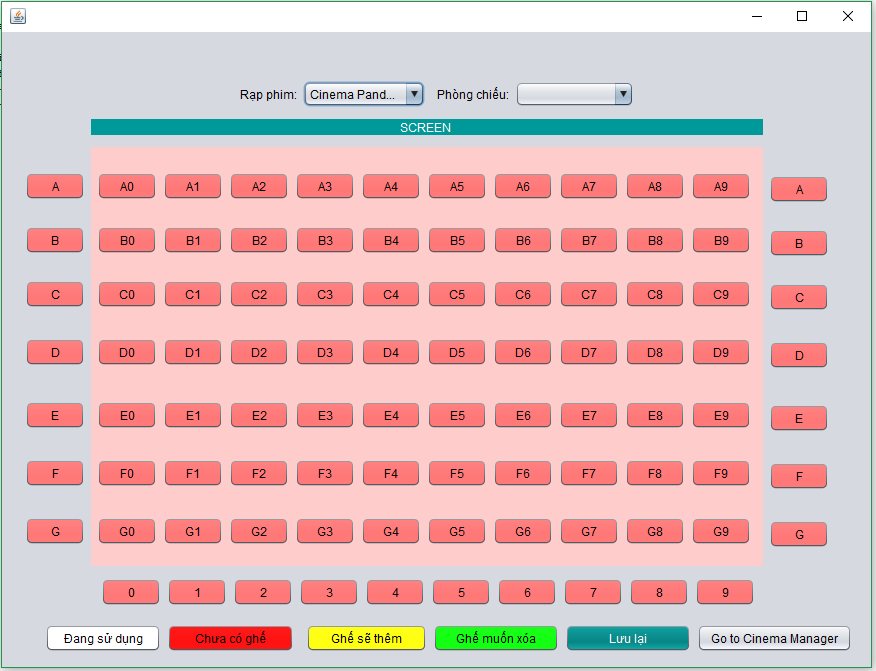 Rạp phim: Cinema Pand... Phòng chiếu:
SCREEN
A A0 A1 A2 A3 A4 A5 A6 A7 A8 A9 A
B B0 B1 B2 B3 B4 B5 B6 B7 B8 B9 B
C C0 C1 C2 C3 C4 C5 C6 C7 C8 C9 C
D D0 D1 D2 D3 D4 D5 D6 D7 D8 D9 D
E E0 E1 E2 E3 E4 E5 E6 E7 E8 E9 E
F F0 F1 F2 F3 F4 F5 F6 F7 F8 F9 F
G G0 G1 G2 G3 G4 G5 G6 G7 G8 G9 G
0 1 2 3 4 5 6 7 8 9
Đang sử dụng Chưa có ghế Ghế sẽ thêm Ghế muốn xóa Lưu lại Go to Cinema Manager